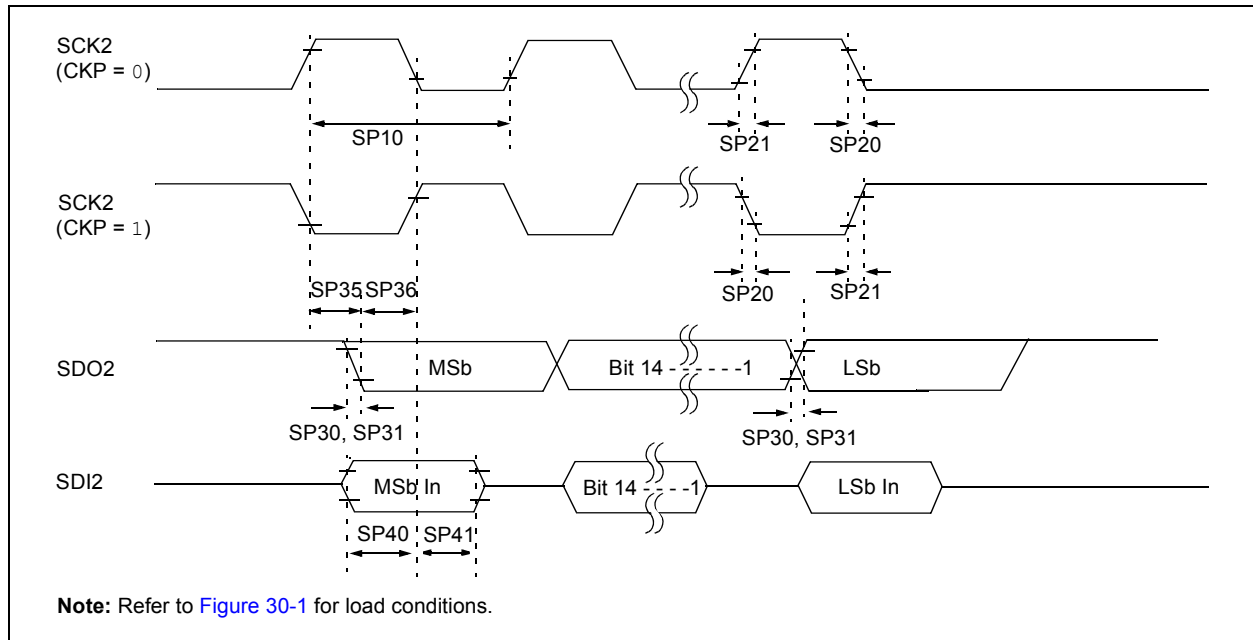 SCK2
(CKP = 0)
SP10
SP21
SP20
SCK2
(CKP = 1)
SP35
SP36
SP20
SP21
SDO2
MSb
Bit 14 - - - - - -1
LSb
SP30, SP31
SP30, SP31
SDI2
MSb In
Bit 14 - - - -1
LSb In
SP40
SP41
Note: Refer to Figure 30-1 for load conditions.